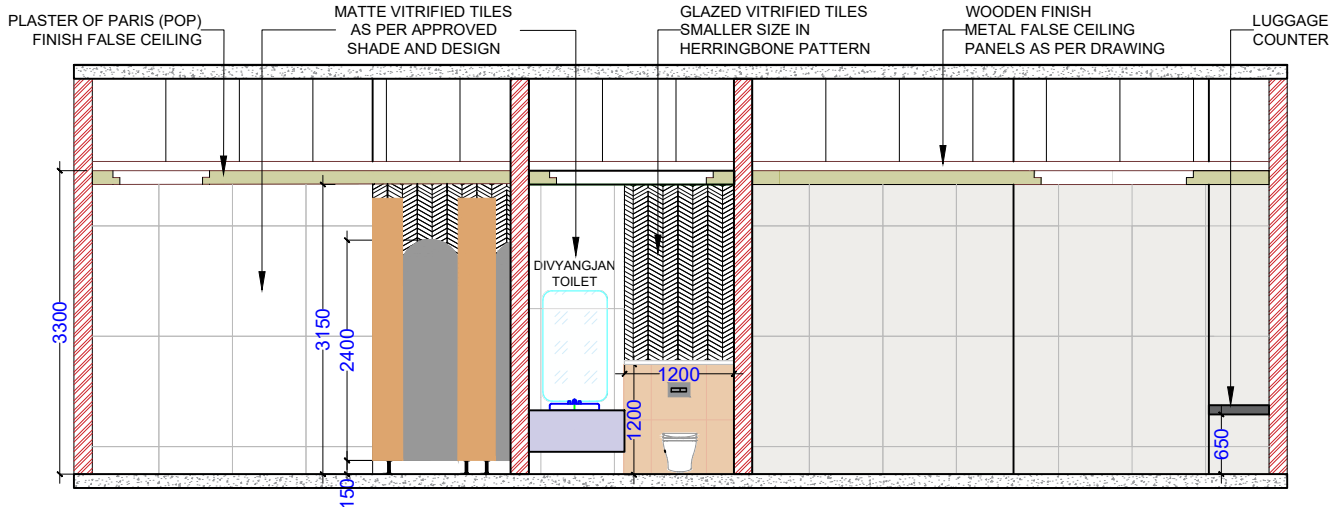 PLASTER OF PARIS (POP)
FINISH FALSE CEILING
MATTE VITRIFIED TILES
AS PER APPROVED
SHADE AND DESIGN
GLAZED VITRIFIED TILES
SMALLER SIZE IN
HERRINGBONE PATTERN
WOODEN FINISH
METAL FALSE CEILING
PANELS AS PER DRAWING
LUGGAGE
COUNTER
DIVYANGJAN
TOILET
3300
3150
2400
150
1200
1200
650